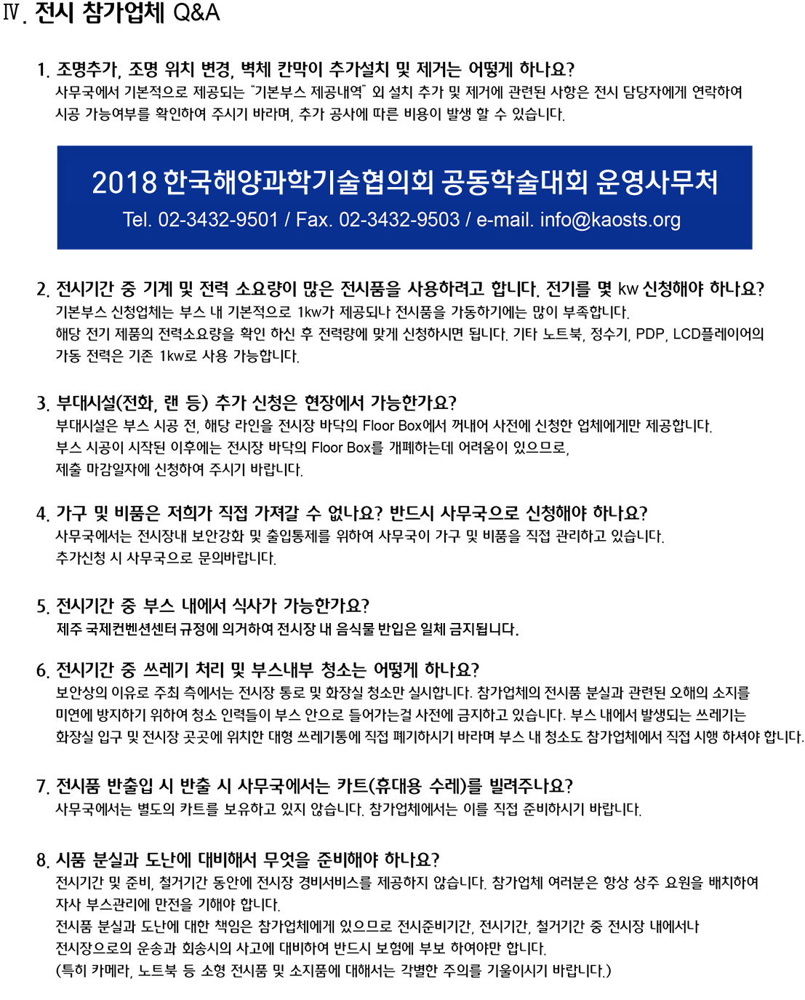 Ⅳ. 전시 참가업체 Q&A
1. 조명추가, 조명 위치 변경, 벽체 칸막이 추가설치 및 제거는 어떻게 하나요?
사무국에서 기본적으로 제공되는 “기본부스 제공내역” 외 설치 추가 및 제거에 관련된 사항은 전시 담당자에게 연락하여
시공 가능여부를 확인하여 주시기 바라며, 추가 공사에 따른 비용이 발생 할 수 있습니다.
2018 한국해양과학기술협의회 공동학술대회 운영사무처
Tel. 02-3432-9501 / Fax. 02-3432-9503 / e-mail. info@kaosts.org
2. 전시기간 중 기계 및 전력 소요량이 많은 전시품을 사용하려고 합니다. 전기를 몇 kw 신청해야 하나요?
기본부스 신청업체는 부스 내 기본적으로 1kw가 제공되나 전시품을 가동하기에는 많이 부족합니다.
해당 전기 제품의 전력소요량을 확인 하신 후 전력량에 맞게 신청하시면 됩니다. 기타 노트북, 정수기, PDP, LCD플레이어의
가동 전력은 기존 1kw로 사용 가능합니다.
3. 부대시설(전화, 랜 등) 추가 신청은 현장에서 가능한가요?
부대시설은 부스 시공 전, 해당 라인을 전시장 바닥의 Floor Box에서 꺼내어 사전에 신청한 업체에게만 제공합니다.
부스 시공이 시작된 이후에는 전시장 바닥의 Floor Box를 개폐하는데 어려움이 있으므로,
제출 마감일자에 신청하여 주시기 바랍니다.
4. 가구 및 비품은 저희가 직접 가져갈 수 없나요? 반드시 사무국으로 신청해야 하나요?
사무국에서는 전시장내 보안강화 및 출입통제를 위하여 사무국이 가구 및 비품을 직접 관리하고 있습니다.
추가신청 시 사무국으로 문의바랍니다.
5. 전시기간 중 부스 내에서 식사가 가능한가요?
제주 국제컨벤션센터 규정에 의거하여 전시장 내 음식물 반입은 일체 금지됩니다.
6. 전시기간 중 쓰레기 처리 및 부스내부 청소는 어떻게 하나요?
보안상의 이유로 주최 측에서는 전시장 통로 및 화장실 청소만 실시합니다. 참가업체의 전시품 분실과 관련된 오해의 소지를
미연에 방지하기 위하여 청소 인력들이 부스 안으로 들어가는걸 사전에 금지하고 있습니다. 부스 내에서 발생되는 쓰레기는
화장실 입구 및 전시장 곳곳에 위치한 대형 쓰레기통에 직접 폐기하시기 바라며 부스 내 청소도 참가업체에서 직접 시행 하셔야 합니다.
7. 전시품 반출입 시 반출 시 사무국에서는 카트(휴대용 수레)를 빌려주나요?
사무국에서는 별도의 카트를 보유하고 있지 않습니다. 참가업체에서는 이를 직접 준비하시기 바랍니다.
8. 시품 분실과 도난에 대비해서 무엇을 준비해야 하나요?
전시기간 및 준비, 철거기간 동안에 전시장 경비서비스를 제공하지 않습니다. 참가업체 여러분은 항상 상주 요원을 배치하여
자사 부스관리에 만전을 기해야 합니다.
전시품 분실과 도난에 대한 책임은 참가업체에게 있으므로 전시준비기간, 전시기간, 철거기간 중 전시장 내에서나
전시장으로의 운송과 회송시의 사고에 대비하여 반드시 보험에 부보 하여야만 합니다.
(특히 카메라, 노트북 등 소형 전시품 및 소지품에 대해서는 각별한 주의를 기울이시기 바랍니다.)